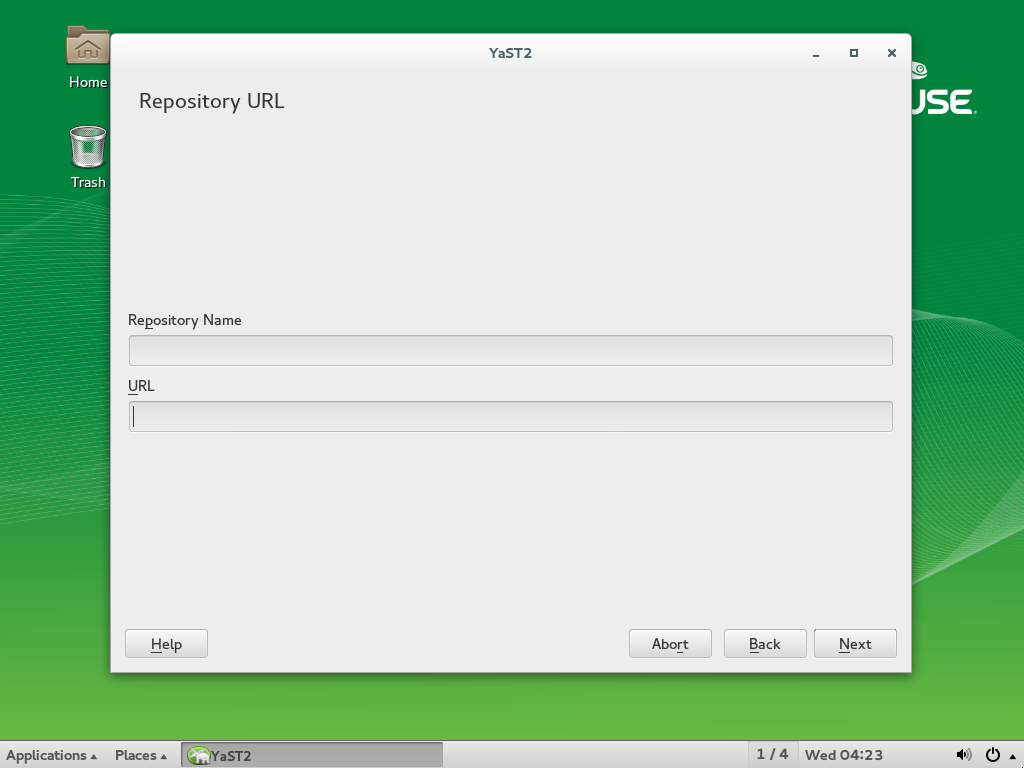 YaST2
Home
Repository URL
USE
Trash
Repository Name
URL
Help
Abort
Back
Next
Applications
Places
YaST2
1 / 4
Wed 04:23